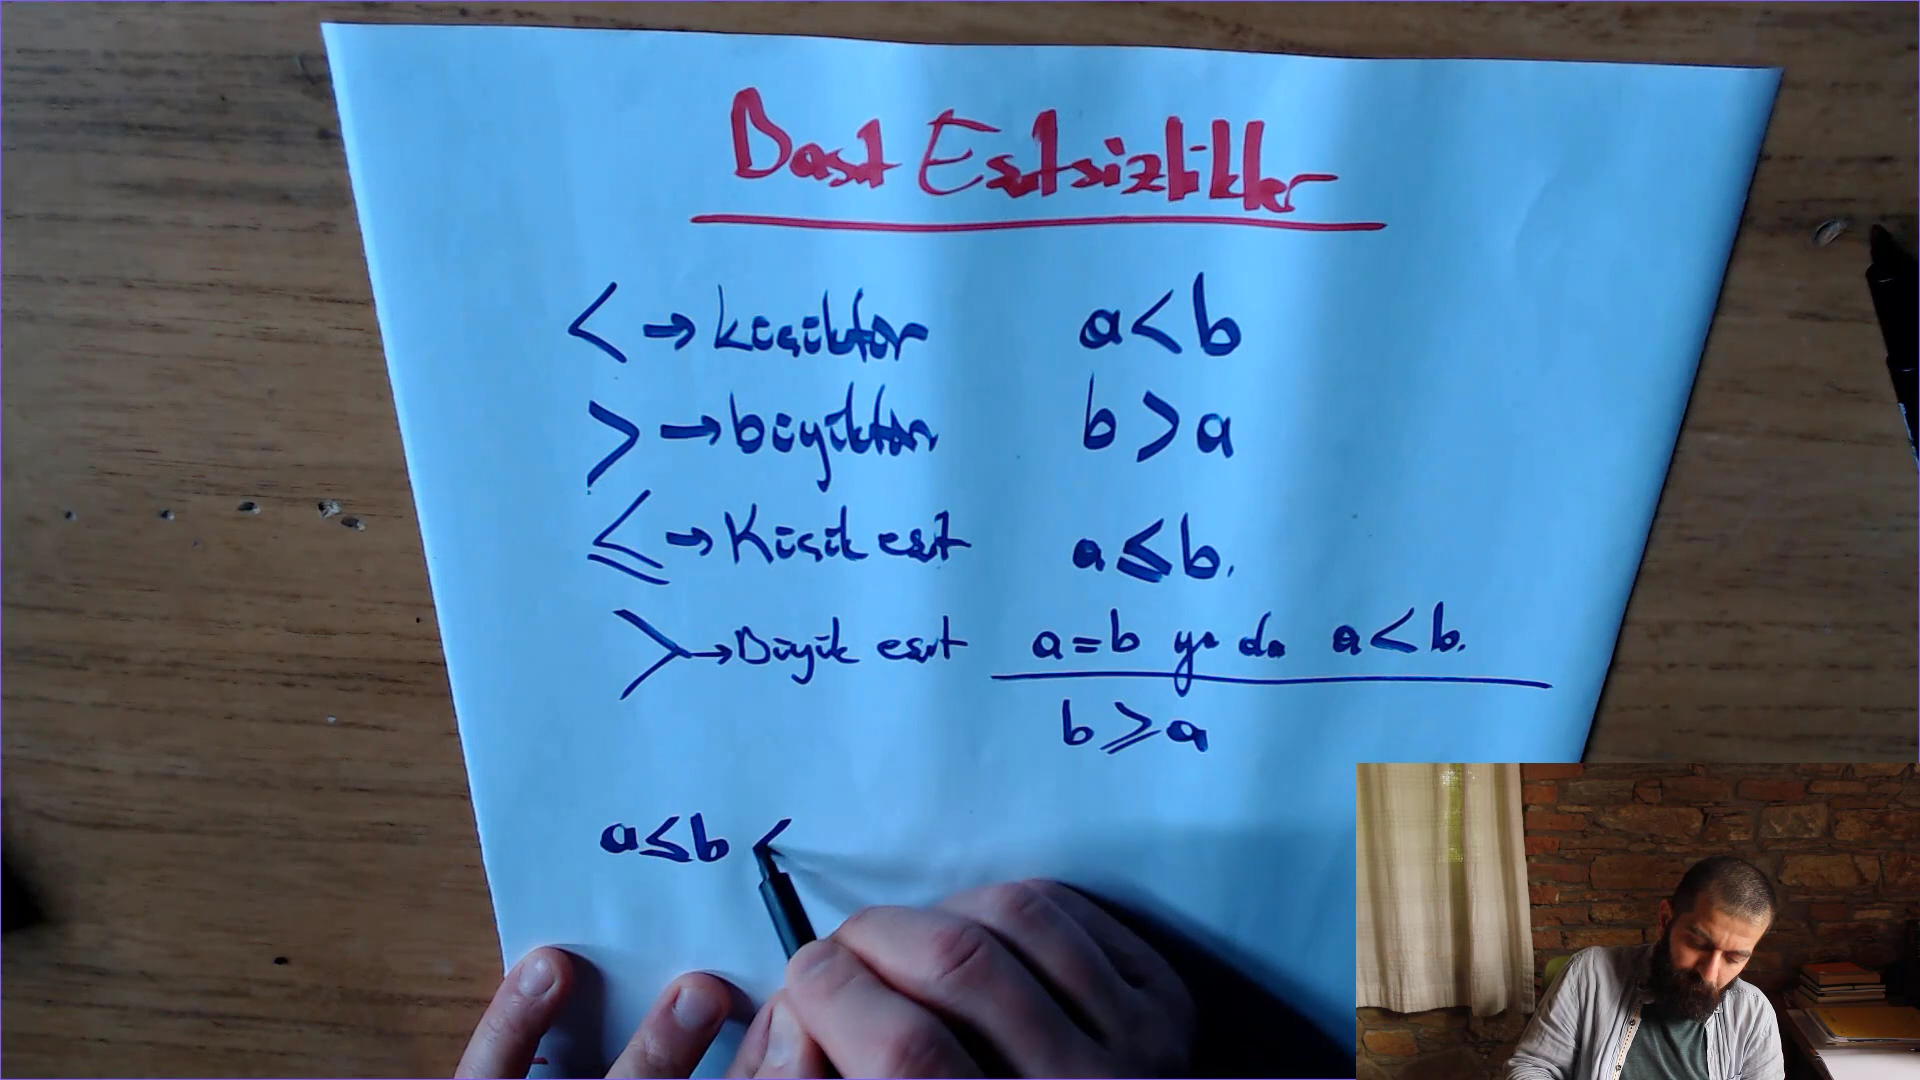 Basit Eşitsizlikler
< → küçüktür a<b
> → büyüktür b>a
≤ → Küçük eşit a≤b.
> → Büyük eşit a=b ya da a<b.
b⩾a
a≤b <